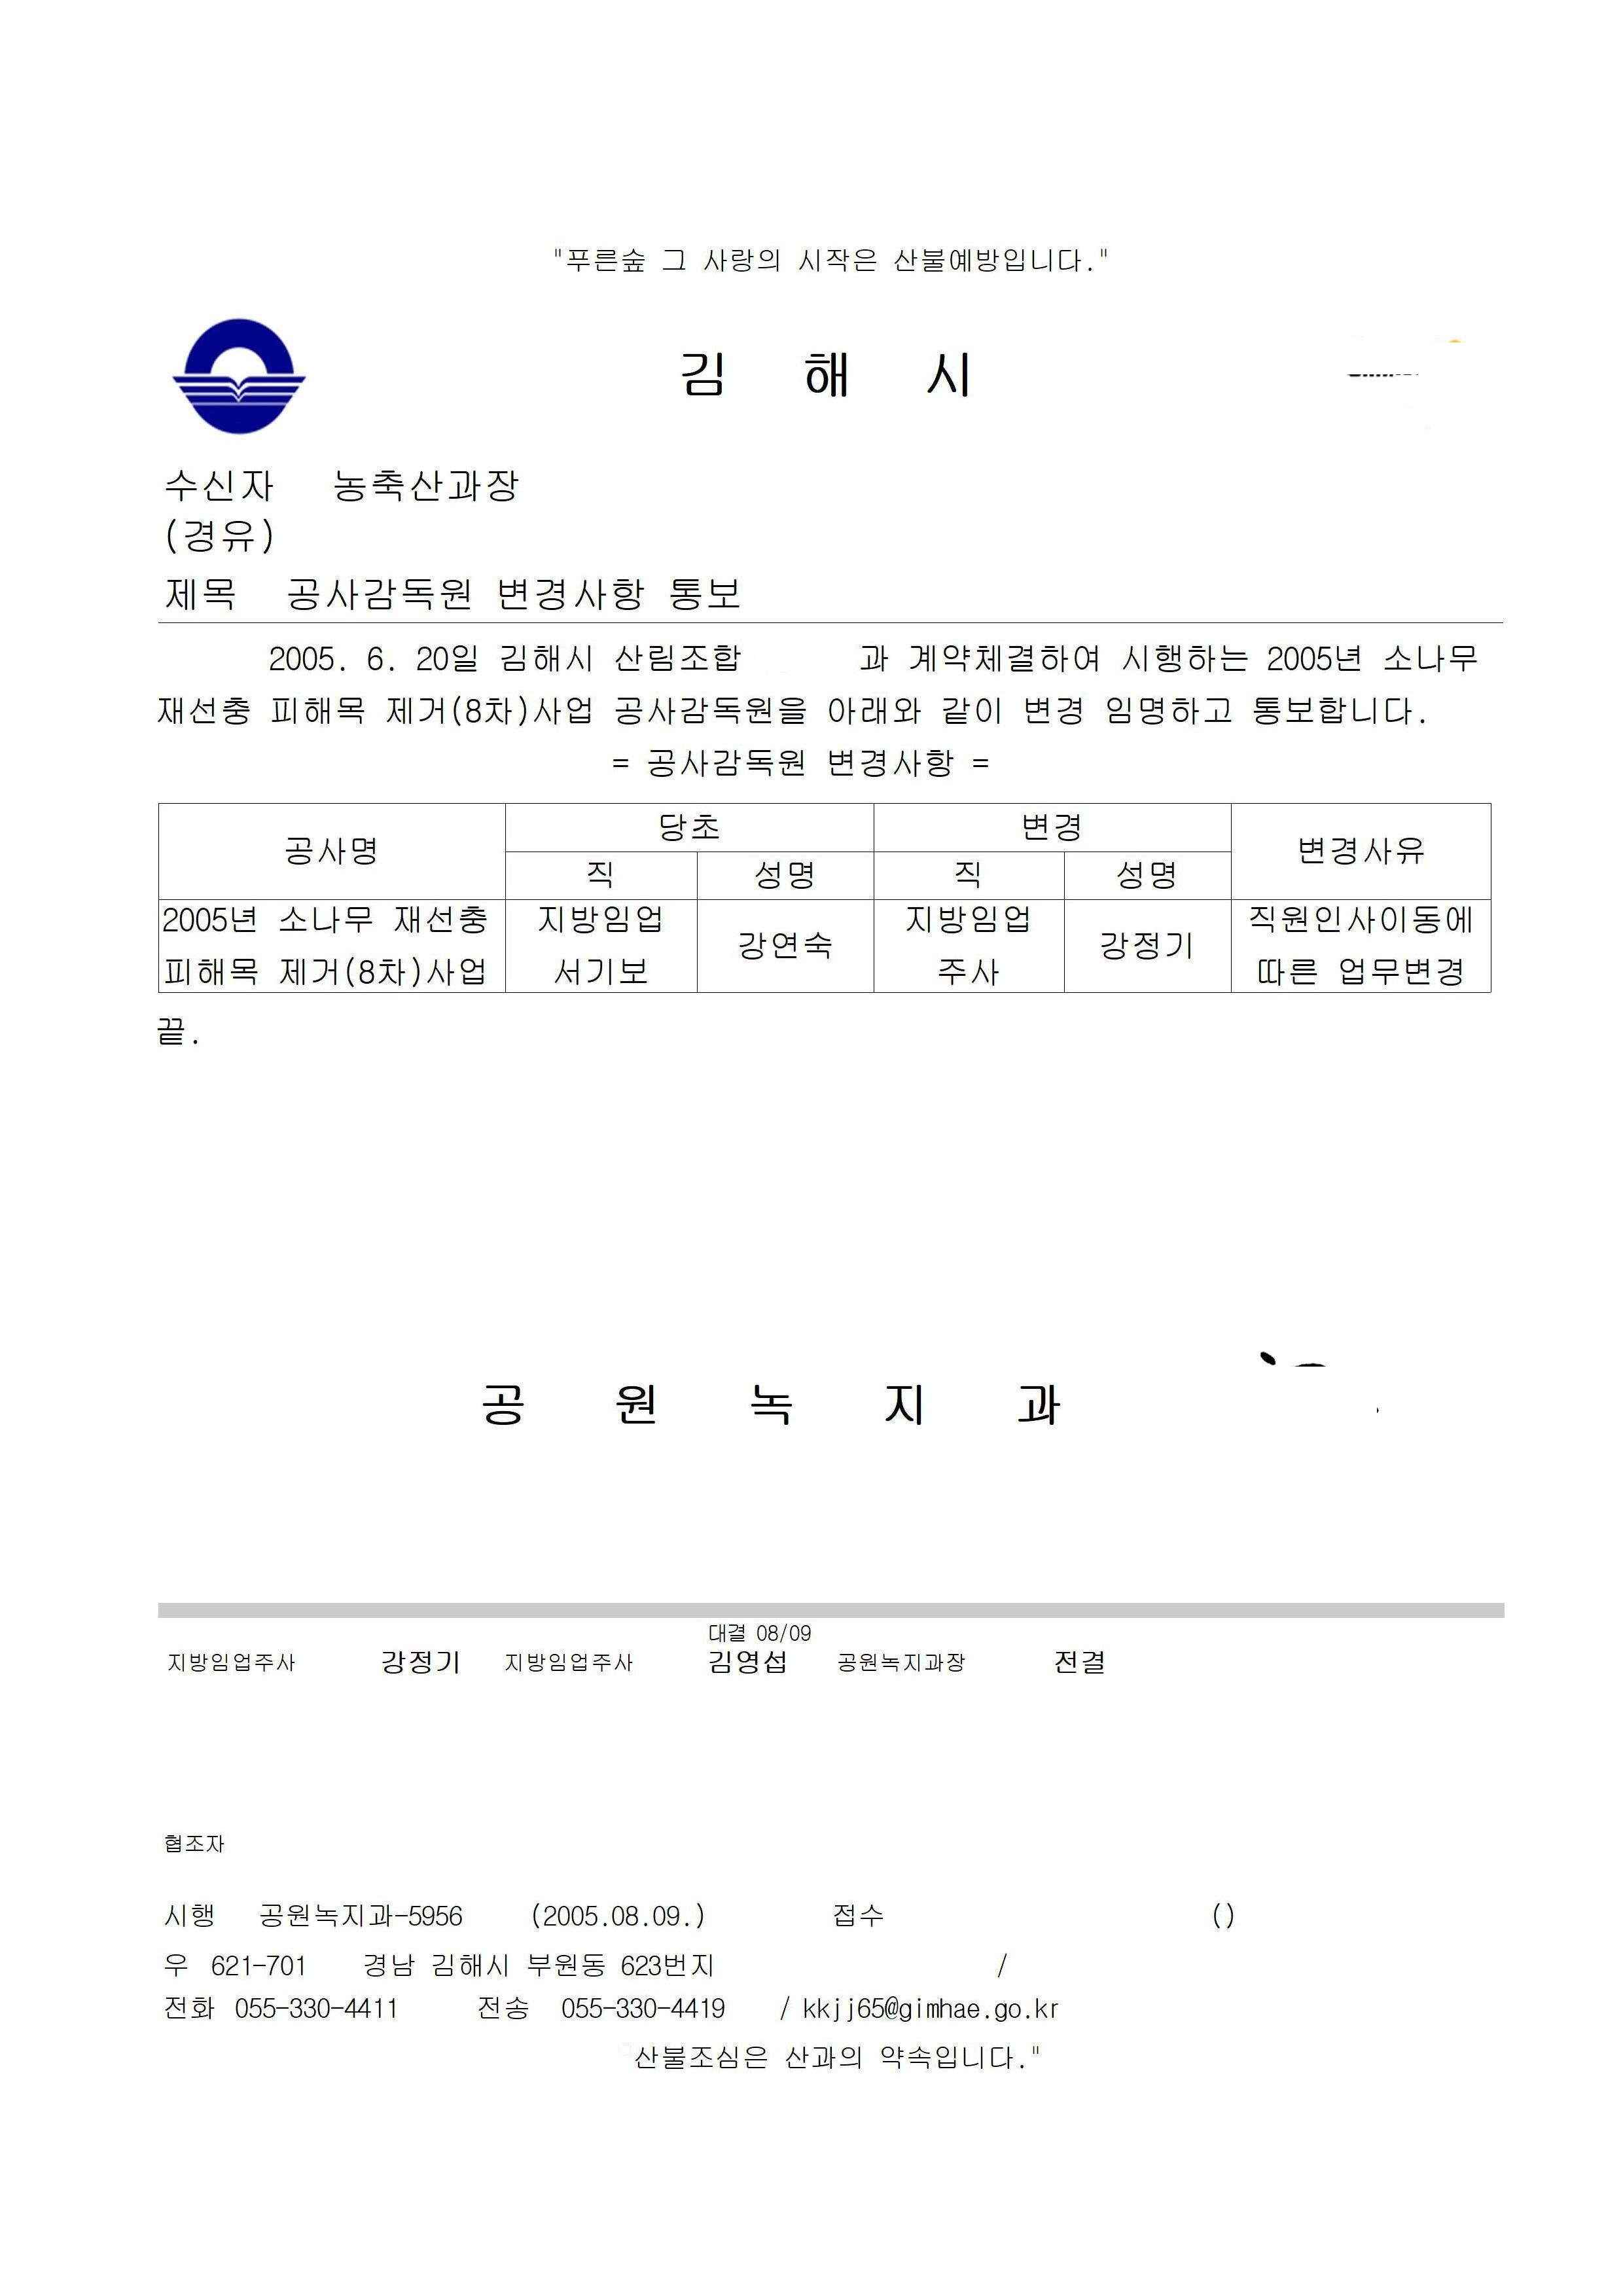 "푸른숲 그 사랑의 시작은 산불예방입니다."
김 해 시
수신자 농축산과장
(경유)
제목 공사감독원 변경사항 통보
2005. 6. 20일 김해시 산림조합 과 계약체결하여 시행하는 2005년 소나무
재선충 피해목 제거(8차)사업 공사감독원을 아래와 같이 변경 임명하고 통보합니다.
= 공사감독원 변경사항 =
공사명 당초 변경 변경사유
직 성명 직 성명
2005년 소나무 재선충 지방임업 강연숙 지방임업 강정기 직원인사이동에
피해목 제거(8차)사업 서기보 주사 따른 업무변경
끝.
공 원 녹 지 과
대결 08/09
지방임업주사 강정기 지방임업주사 김영섭 공원녹지과장 전결
협조자
시행 공원녹지과-5956 (2005.08.09.) 접수 ()
우 621-701 경남 김해시 부원동 623번지 /
전화 055-330-4411 전송 055-330-4419 / kkjj65@gimhae.go.kr
산불조심은 산과의 약속입니다."